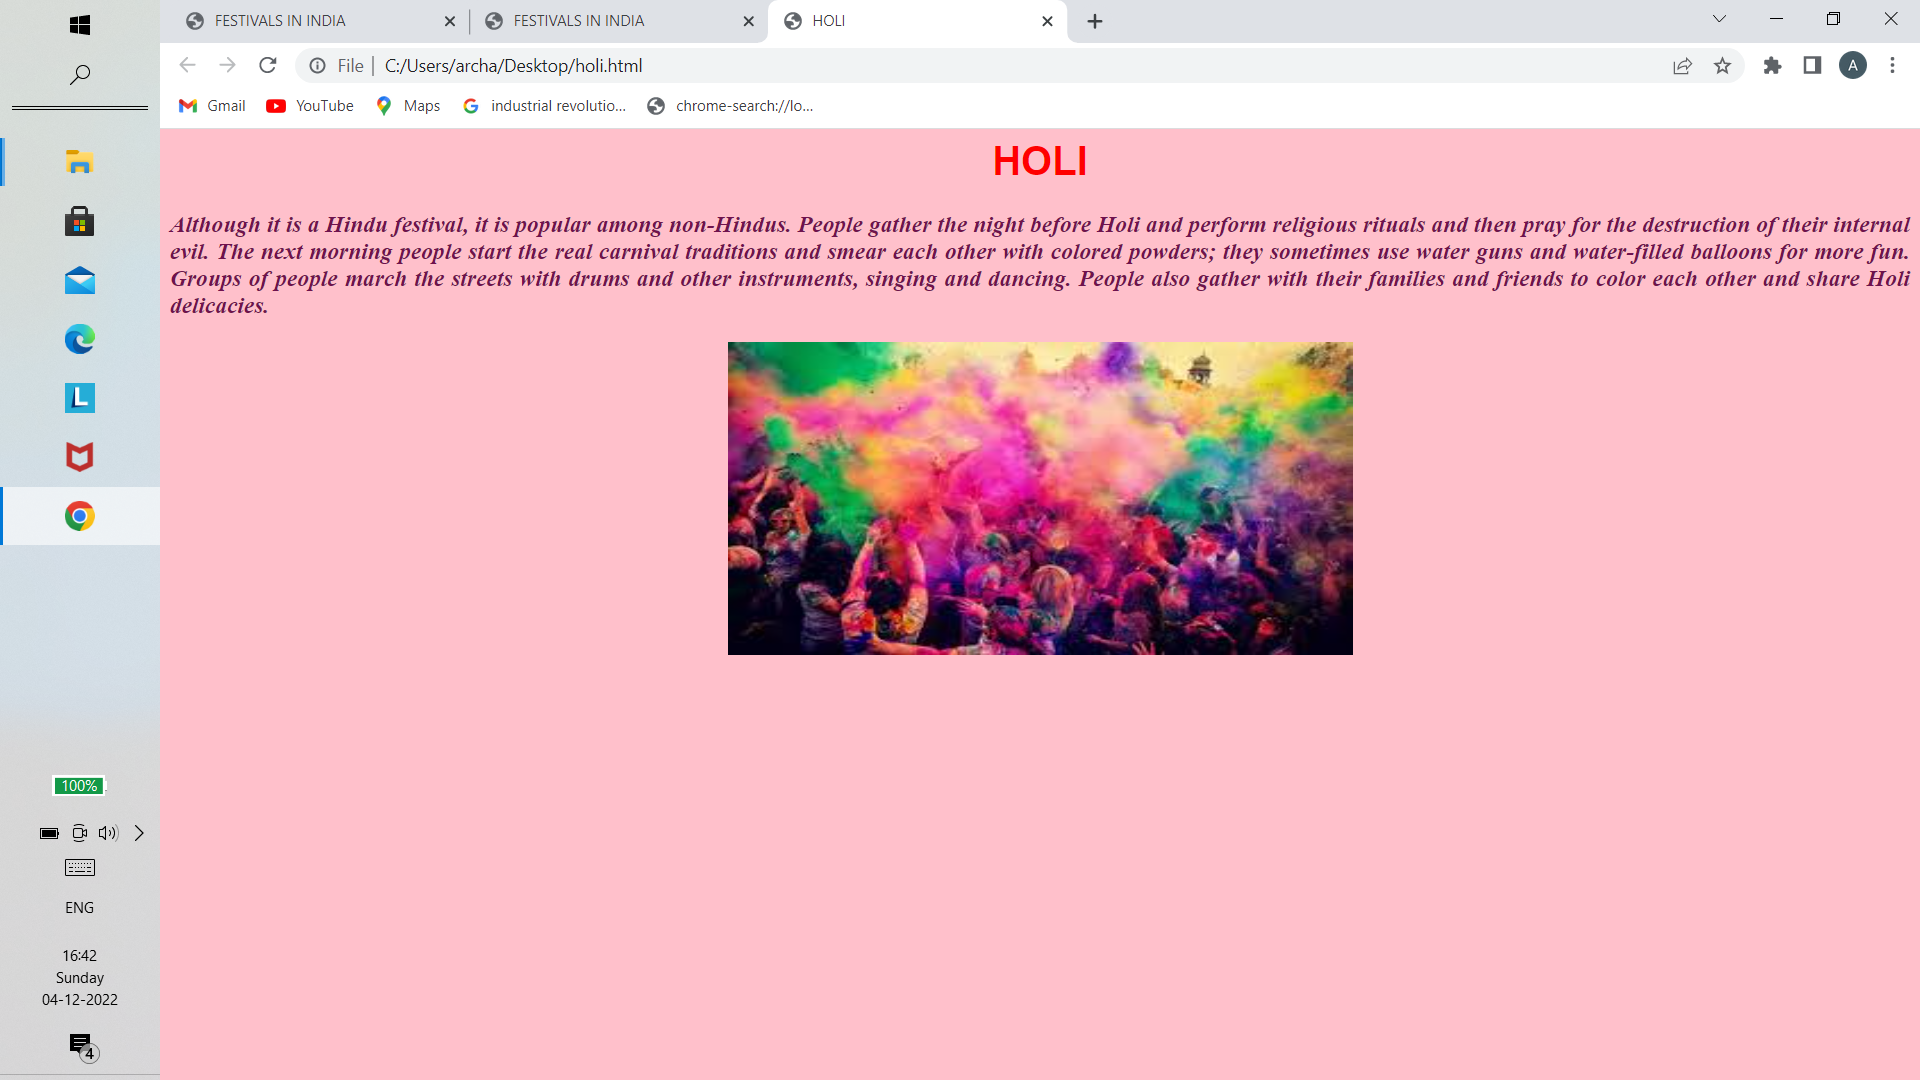 FESTIVALS IN INDIA
FESTIVALS IN INDIA
HOLI
File
C:/Users/archa/Desktop/holi.html
A
Gmail
YouTube
Maps
industrial revolutio...
chrome-search://lo...
HOLI
Although it is a Hindu festival, it is popular among non-Hindus. People gather the night before Holi and perform religious rituals and then pray for the destruction of their internal
evil. The next morning people start the real carnival traditions and smear each other with colored powders; they sometimes use water guns and water-filled balloons for more fun.
Groups of people march the streets with drums and other instruments, singing and dancing. People also gather with their families and friends to color each other and share Holi
delicacies.
L
100%
ENG
16:42
Sunday
04-12-2022
4